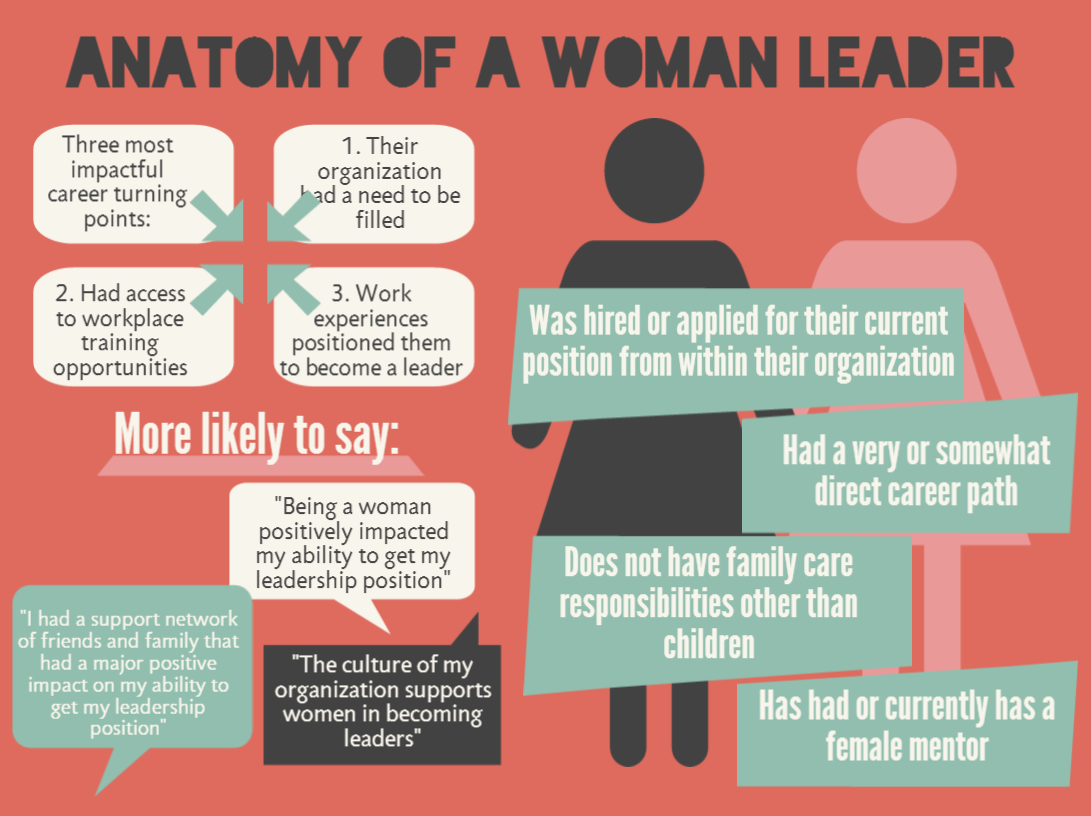 ANATOMY OF A WOMAN LEADER
Three most
impactful
career turning
points:
1. Their
organization
had a need to be
filled
2. Had access
to workplace
training
opportunities
3. Work
experiences
positioned them
to become a leader
More likely to say:
"Being a woman
positively impacted
my ability to get my
leadership position"
"I had a support network
of friends and family that
had a major positive
impact on my ability to
get my leadership
position"
"The culture of my
organization supports
women in becoming
leaders"
Was hired or applied for their current
position from within their organization
Had a very or somewhat
direct career path
Does not have family care
responsibilities other than
children
Has had or currently has a
female mentor